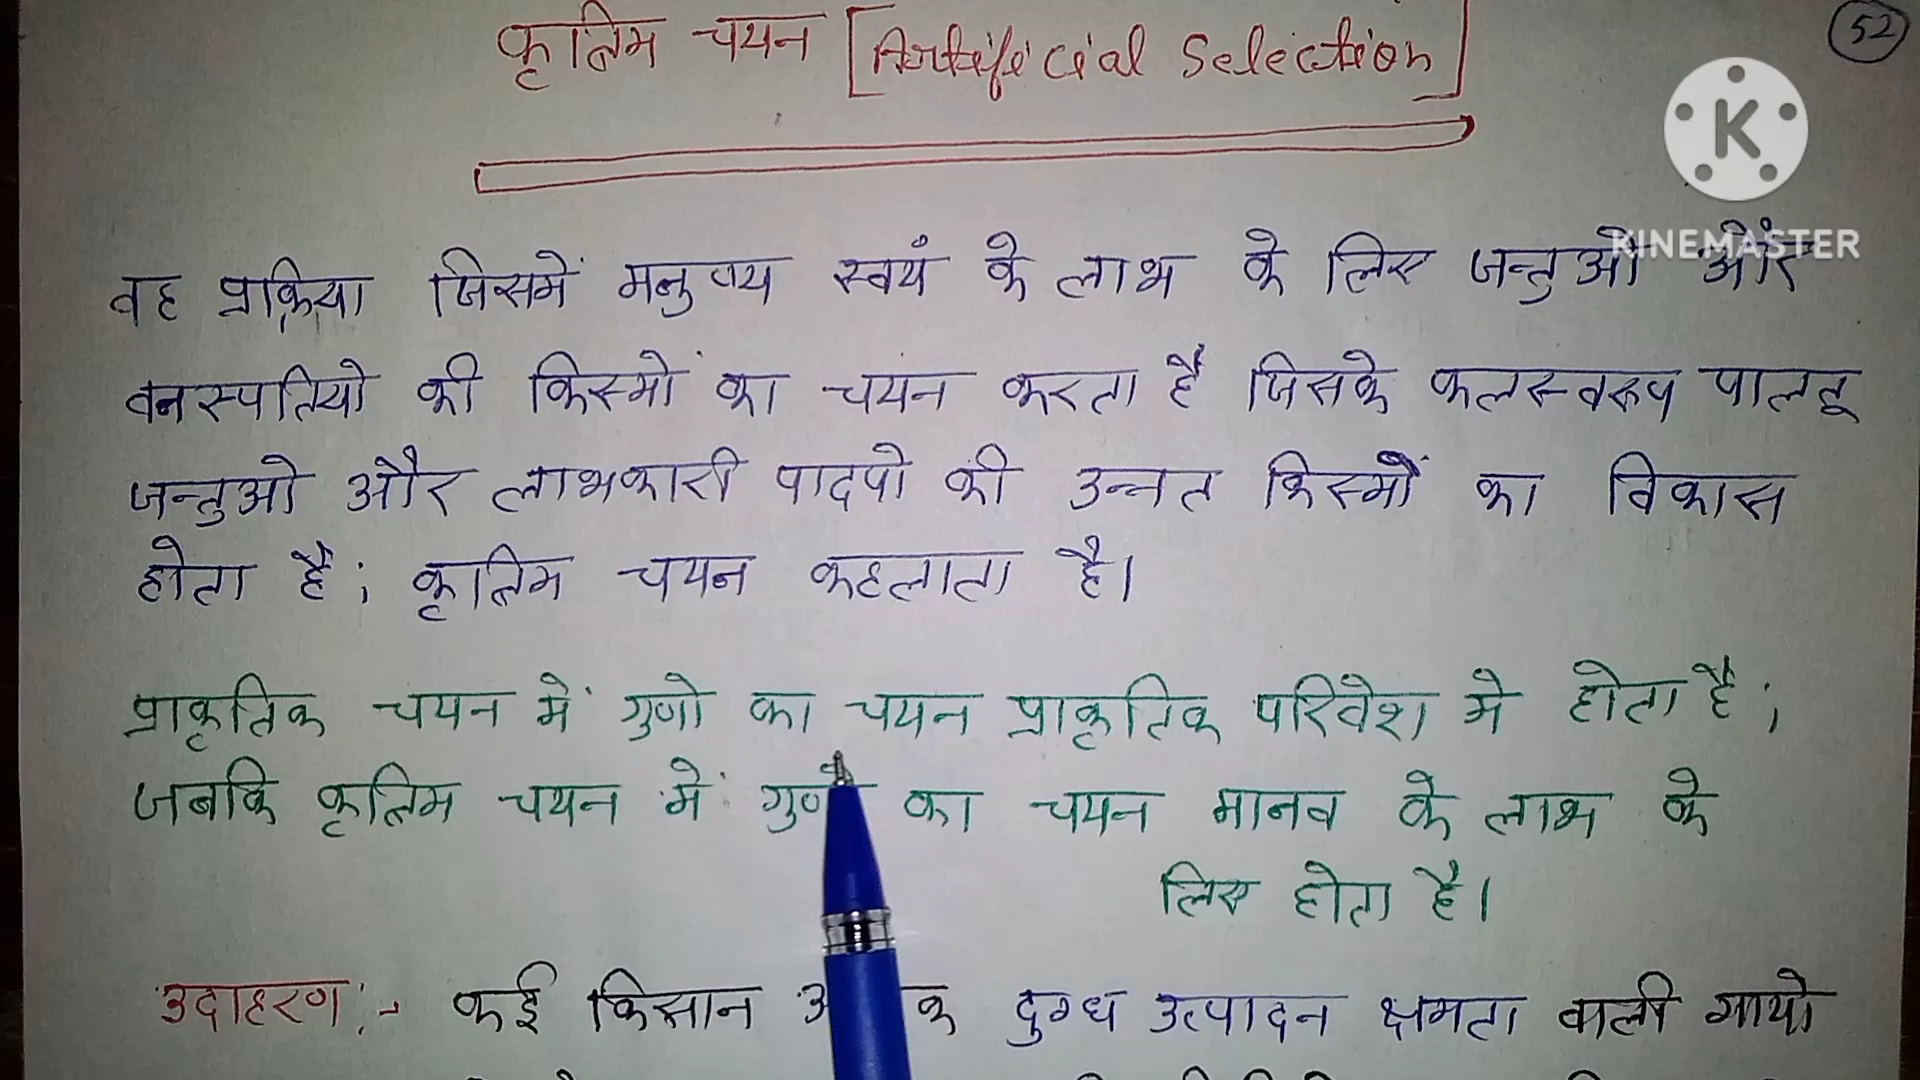 कृत्रिम चयन [Artificial Selection]
52
K
KINEMASTER
वह प्रक्रिया जिसमें मनुष्य स्वयं के लाभ के लिए जन्तुओ और
वनस्पतियो की किस्मों का चयन करता है जिसके फलस्वरूप पालतू
जन्तुओ और लाभकारी पादपो की उन्नत किस्मों का विकास
होता है; कृत्रिम चयन कहलाता है।
प्राकृतिक चयन में गुणो का चयन प्राकृतिक परिवेश मे होता है;
जबकि कृत्रिम चयन में गुणो का चयन मानव के लाभ के
लिए होता है।
उदाहरण:- कई किसान दुग्ध उत्पादन क्षमता वाली गायो